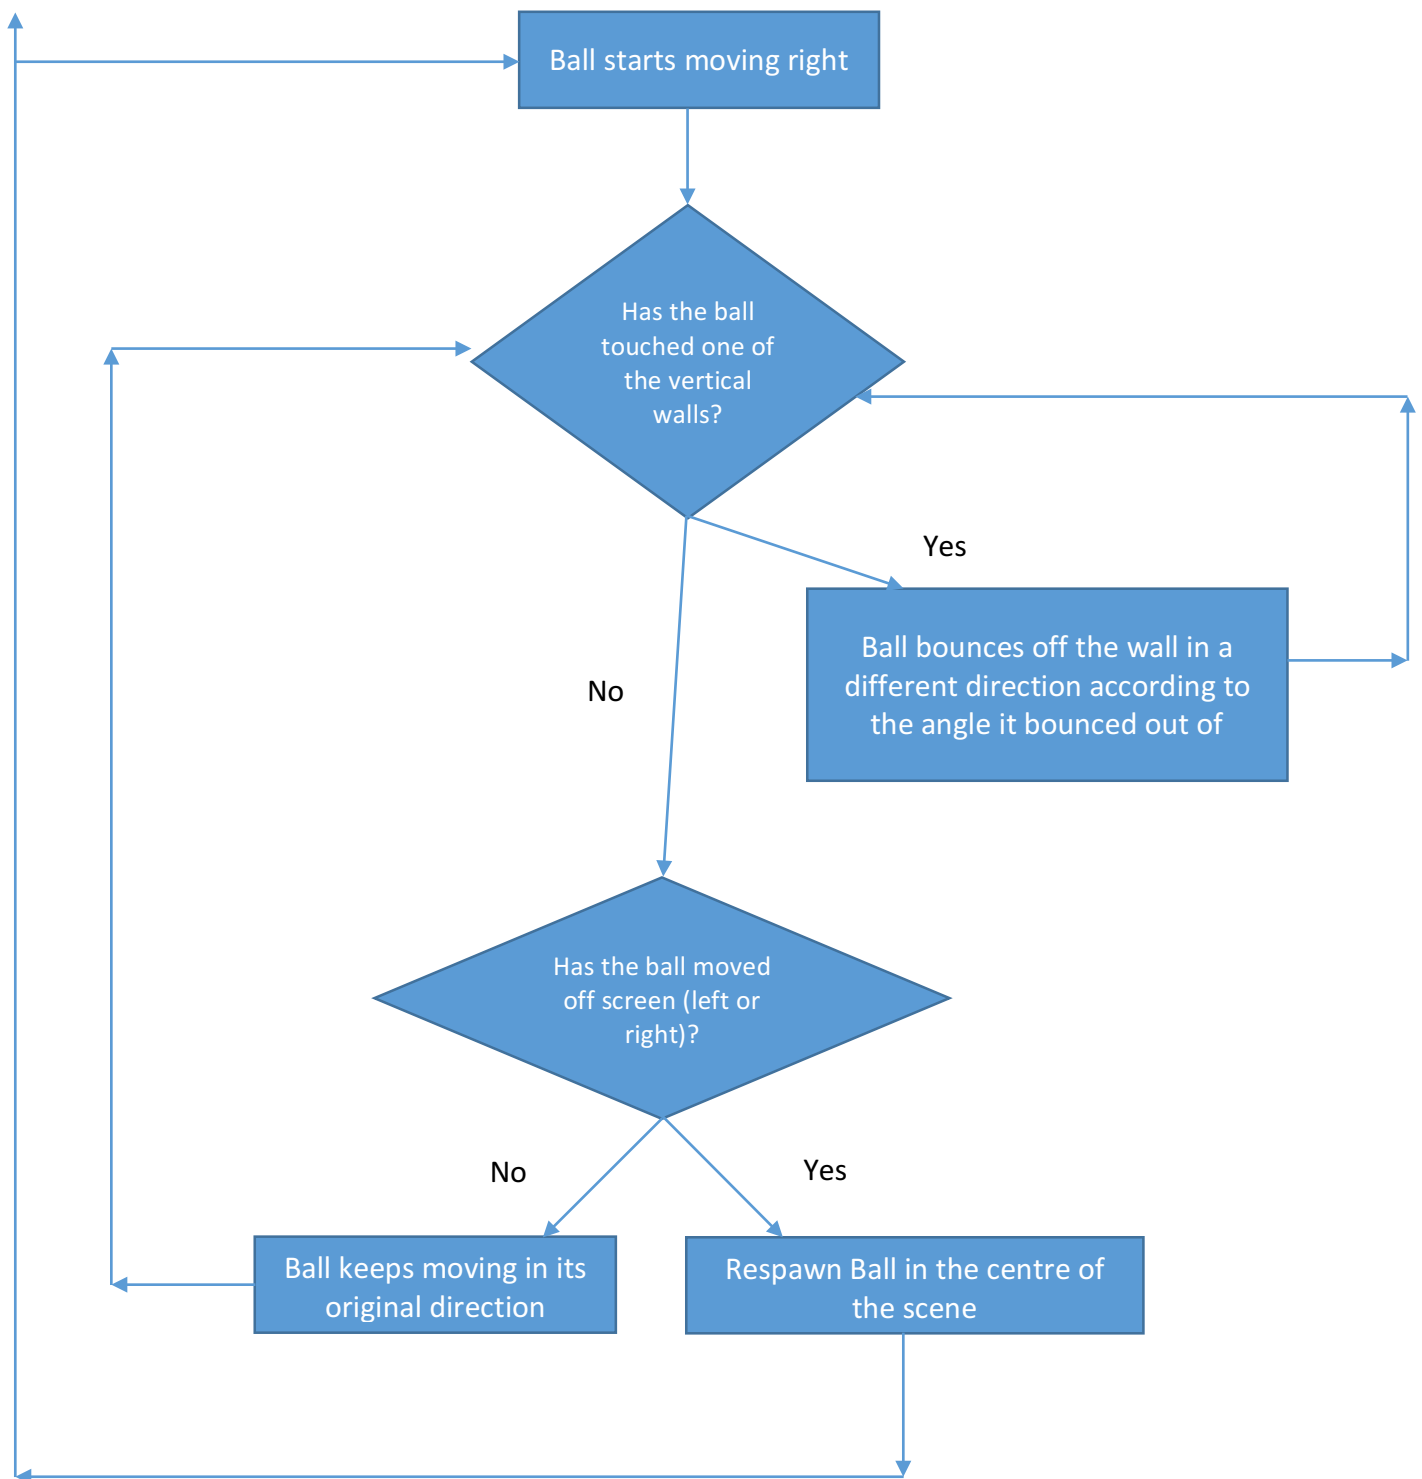 Ball starts moving right
Has the ball
touched one of
the vertical
walls?
Yes
Ball bounces off the wall in a
different direction according to
the angle it bounced out of
No
Has the ball moved
off screen (left or
right)?
No
Yes
Ball keeps moving in its
original direction
Respawn Ball in the centre of
the scene